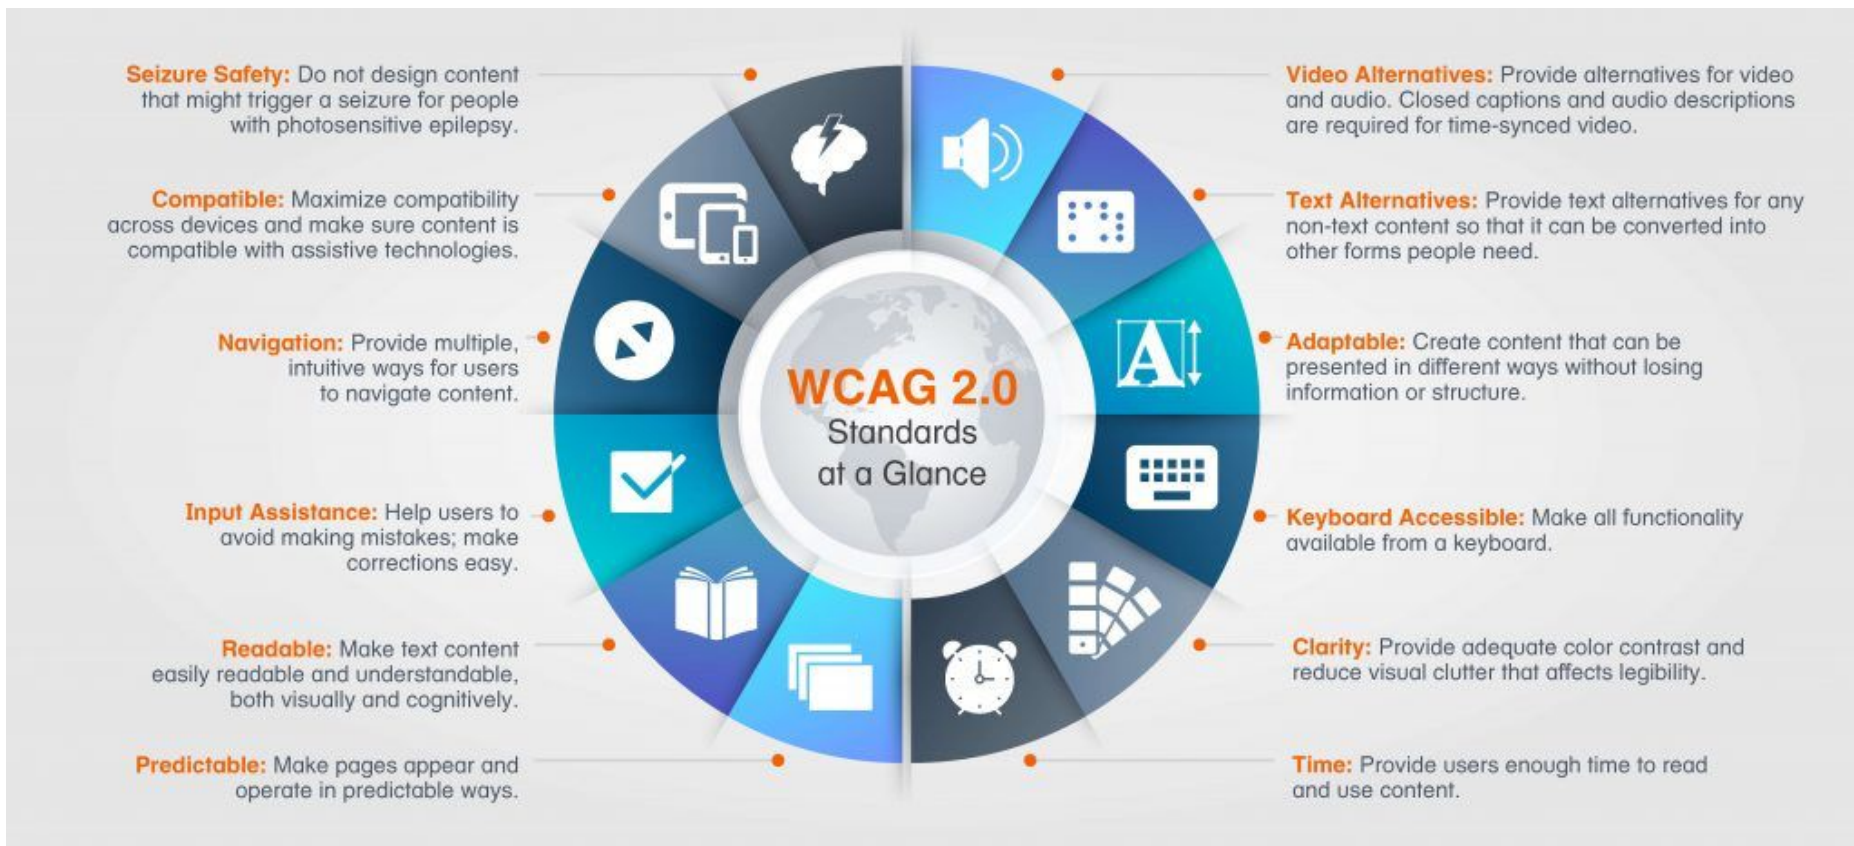 Seizure Safety: Do not design content
that might trigger a seizure for people
with photosensitive epilepsy.
Compatible: Maximize compatibility
across devices and make sure content is
compatible with assistive technologies.
Navigation: Provide multiple,
intuitive ways for users
to navigate content.
Input Assistance: Help users to
avoid making mistakes; make
corrections easy.
Readable: Make text content
easily readable and understandable,
both visually and cognitively.
Predictable: Make pages appear and
operate in predictable ways.
WCAG 2.0
Standards
at a Glance
Video Alternatives: Provide alternatives for video
and audio. Closed captions and audio descriptions
are required for time-synced video.
Text Alternatives: Provide text alternatives for any
non-text content so that it can be converted into
other forms people need.
Adaptable: Create content that can be
presented in different ways without losing
information or structure.
Keyboard Accessible: Make all functionality
available from a keyboard.
Clarity: Provide adequate color contrast and
reduce visual clutter that affects legibility.
Time: Provide users enough time to read
and use content.